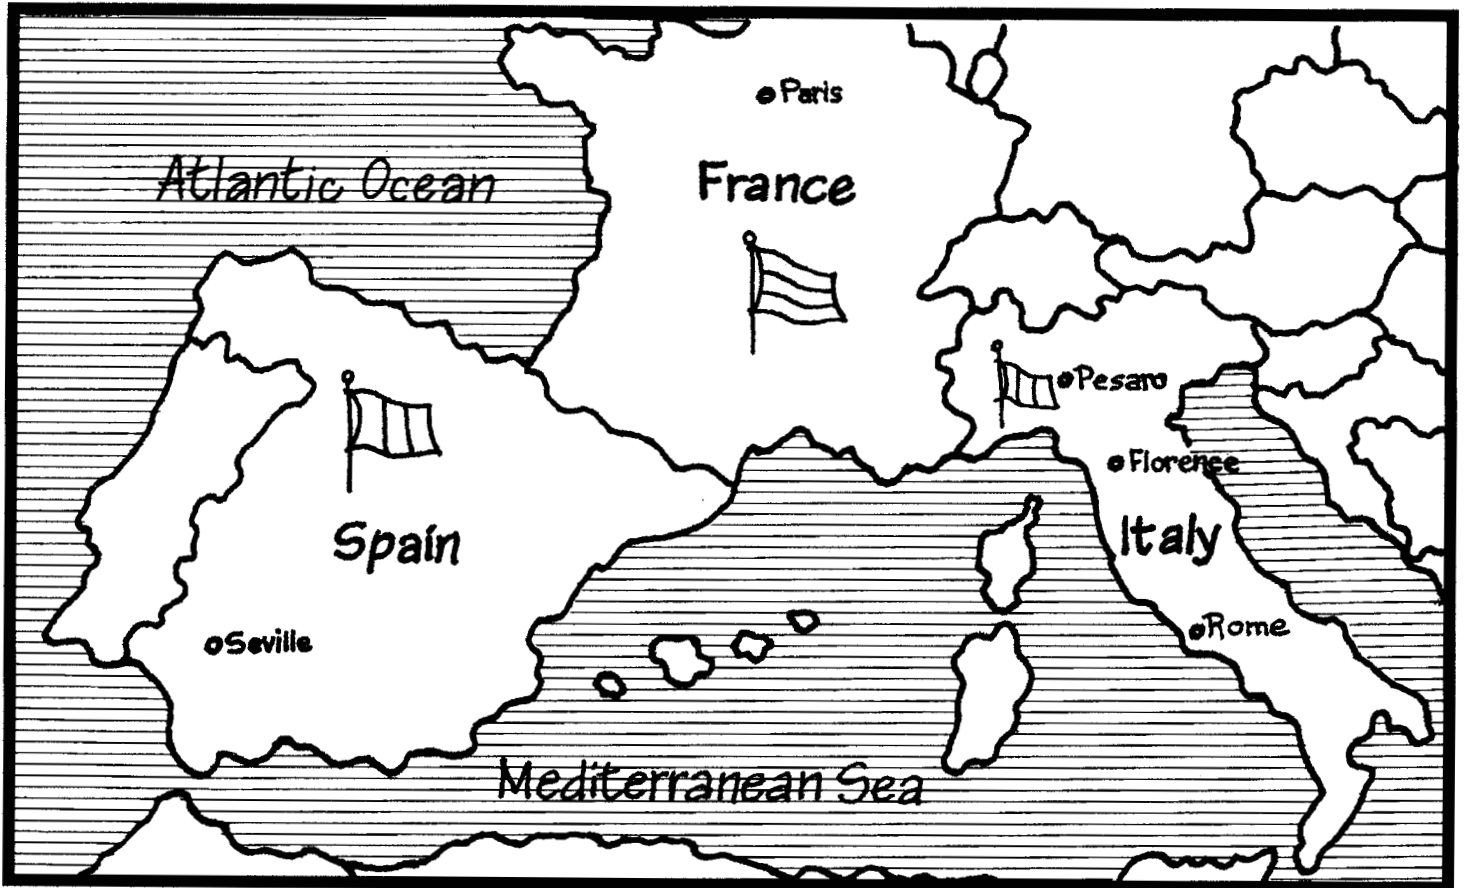 Paris
Atlantic Ocean
France
Pesaro
Florence
Spain
Italy
Seville
Rome
Mediterranean Sea